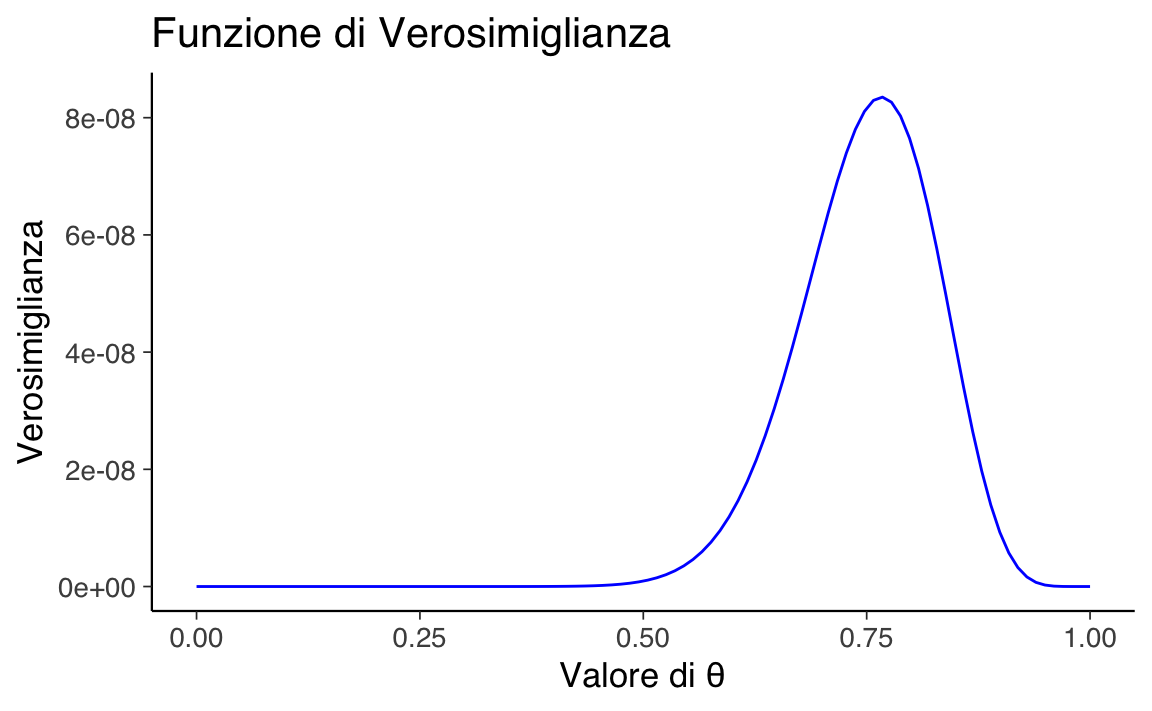 Funzione di Verosimiglianza
Verosimiglianza
8e-08
6e-08
4e-08
2e-08
0e+00
0.00 0.25 0.50 0.75 1.00
Valore di θ